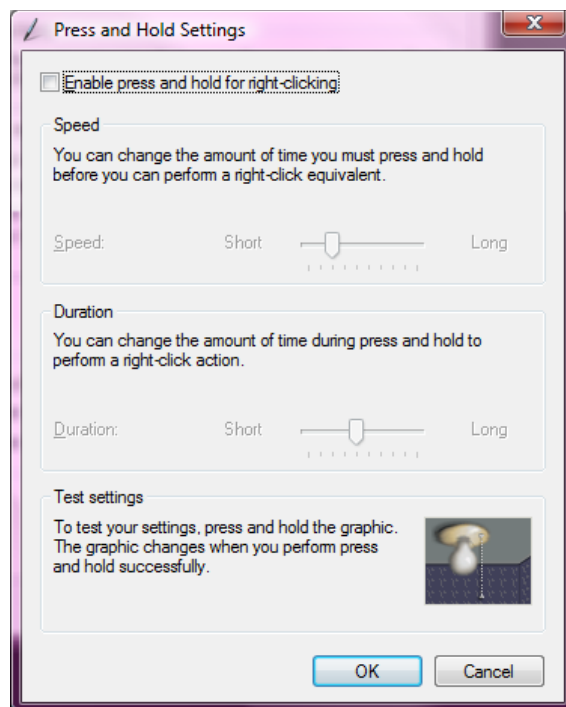 Press and Hold Settings
Enable press and hold for right-clicking
Speed
You can change the amount of time you must press and hold
before you can perform a right-click equivalent.
Speed: Short Long
Duration
You can change the amount of time during press and hold to
perform a right-click action.
Duration: Short Long
Test settings
To test your settings, press and hold the graphic.
The graphic changes when you perform press
and hold successfully.
OK Cancel